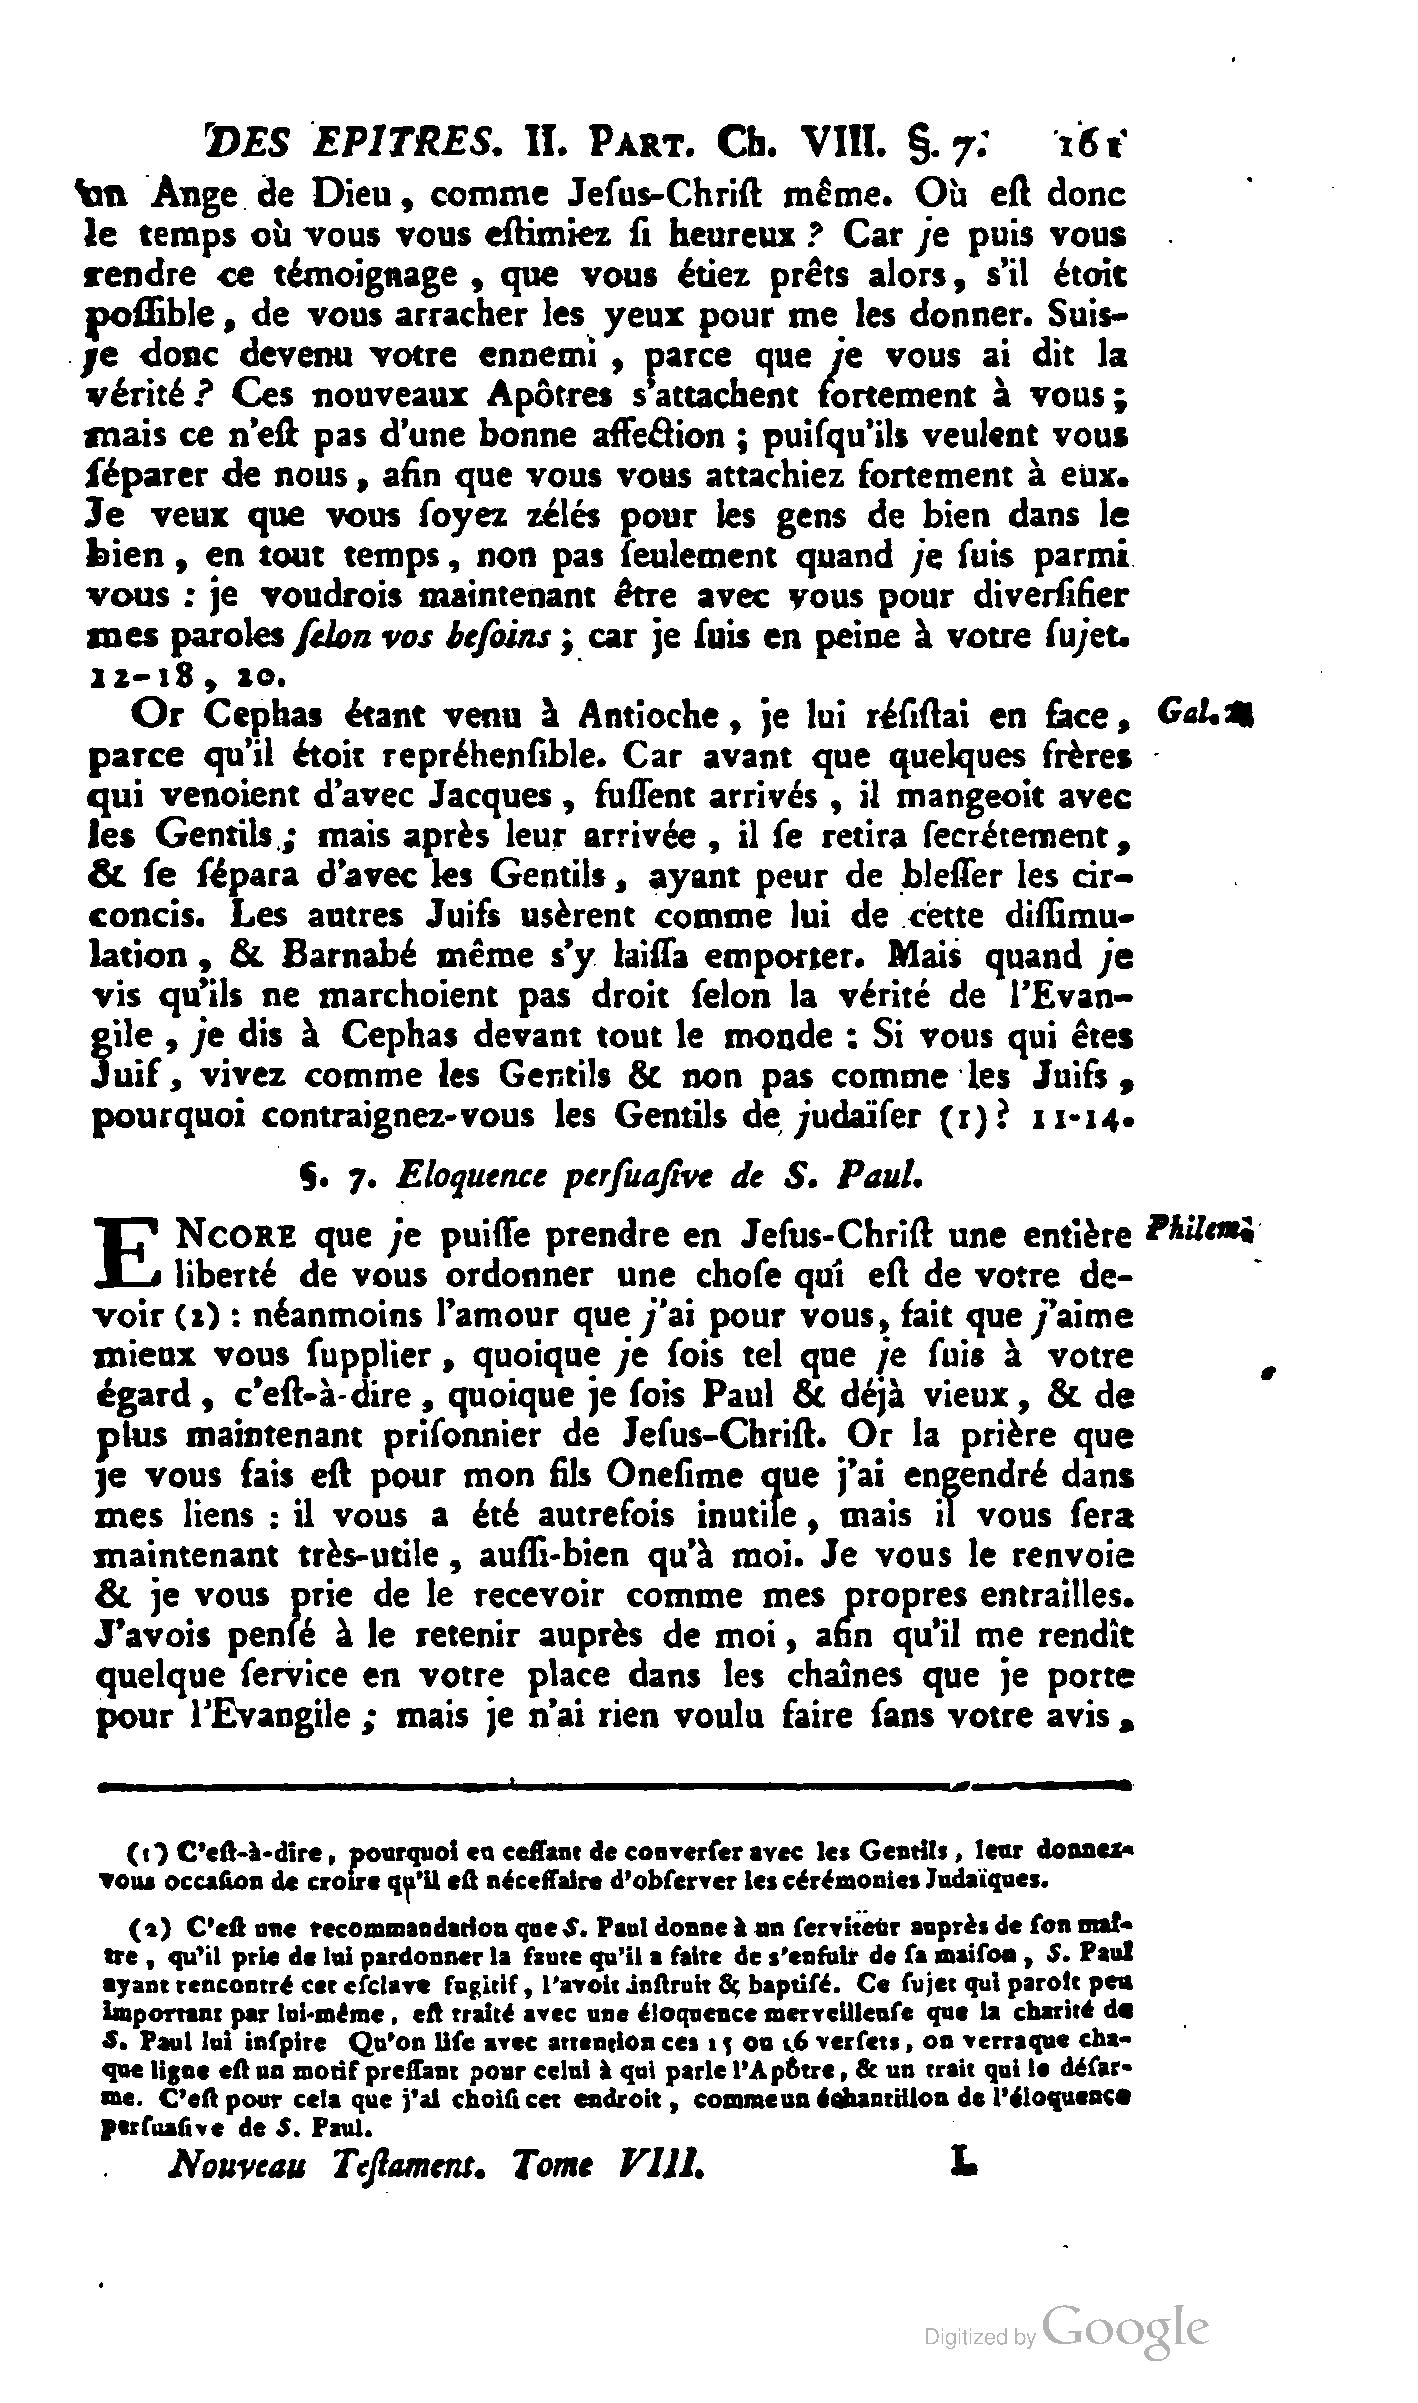 DES EPITRES. II. PART. Ch. VIII. §. 7. 161
un Ange de Dieu, comme Jeſus-Chriſt même. Où eſt donc
le temps où vous vous eſtimiez ſi heureux ? Car je puis vous
rendre ce témoignage, que vous étiez prêts alors, s'il étoit
poſſible, de vous arracher les yeux pour me les donner. Suis-
je donc devenu votre ennemi, parce que je vous ai dit la
vérité ? Ces nouveaux Apôtres s'attachent fortement à vous ;
mais ce n'eſt pas d'une bonne affection ; puiſqu'ils veulent vous
ſéparer de nous, afin que vous vous attachiez fortement à eux.
Je veux que vous ſoyez zélés pour les gens de bien dans le
bien, en tout temps, non pas ſeulement quand je ſuis parmi
vous : je voudrois maintenant être avec vous pour diverſifier
mes paroles ſelon vos beſoins ; car je ſuis en peine à votre ſujet.
12-18, 20.
Or Cephas étant venu à Antioche, je lui réſiſtai en face, Gal. 2
parce qu'il étoit repréhenſible. Car avant que quelques frères
qui venoient d'avec Jacques, fuſſent arrivés, il mangeoit avec
les Gentils ; mais après leur arrivée, il ſe retira ſecrétement,
& ſe ſépara d'avec les Gentils, ayant peur de bleſſer les cir-
concis. Les autres Juifs usèrent comme lui de cette diſſimu-
lation, & Barnabé même s'y laiſſa emporter. Mais quand je
vis qu'ils ne marchoient pas droit ſelon la vérité de l'Evan-
gile, je dis à Cephas devant tout le monde : Si vous qui êtes
Juif, vivez comme les Gentils & non pas comme les Juifs,
pourquoi contraignez-vous les Gentils de judaïſer (1) ? 11-14.
§. 7. Eloquence perſuaſive de S. Paul.
ENCORE que je puiſſe prendre en Jeſus-Chriſt une entière Philem.
liberté de vous ordonner une choſe qui eſt de votre de-
voir (2) : néanmoins l'amour que j'ai pour vous, fait que j'aime
mieux vous ſupplier, quoique je ſois tel que je ſuis à votre
égard, c'eſt-à-dire, quoique je ſois Paul & déjà vieux, & de
plus maintenant priſonnier de Jeſus-Chriſt. Or la prière que
je vous fais eſt pour mon fils Oneſime que j'ai engendré dans
mes liens : il vous a été autrefois inutile, mais il vous ſera
maintenant très-utile, auſſi-bien qu'à moi. Je vous le renvoie
& je vous prie de le recevoir comme mes propres entrailles.
J'avois penſé à le retenir auprès de moi, afin qu'il me rendît
quelque ſervice en votre place dans les chaînes que je porte
pour l'Evangile ; mais je n'ai rien voulu faire ſans votre avis,
(1) C'eſt-à-dire, pourquoi en ceſſant de converſer avec les Gentils, leur donnez-
vous occaſion de croire qu'il eſt néceſſaire d'obſerver les cérémonies Judaïques.
(2) C'eſt une recommandation que S. Paul donne à un ſerviteur auprès de ſon maî-
tre, qu'il prie de lui pardonner la faute qu'il a faite de s'enfuir de ſa maiſon, S. Paul
ayant rencontré cet eſclave fugitif, l'avoit inſtruit & baptiſé. Ce ſujet qui paroît peu
important par lui-même, eſt traité avec une éloquence merveilleuſe que la charité de
S. Paul lui inſpire Qu'on liſe avec attention ces 15 ou 16 verſets, on verra que cha-
que ligne eſt un motif preſſant pour celui à qui parle l'Apôtre, & un trait qui le déſar-
me. C'eſt pour cela que j'ai choiſi cet endroit, comme un échantillon de l'éloquence
perſuaſive de S. Paul.
Nouveau Teſtament. Tome VIII. L
Digitized by Google